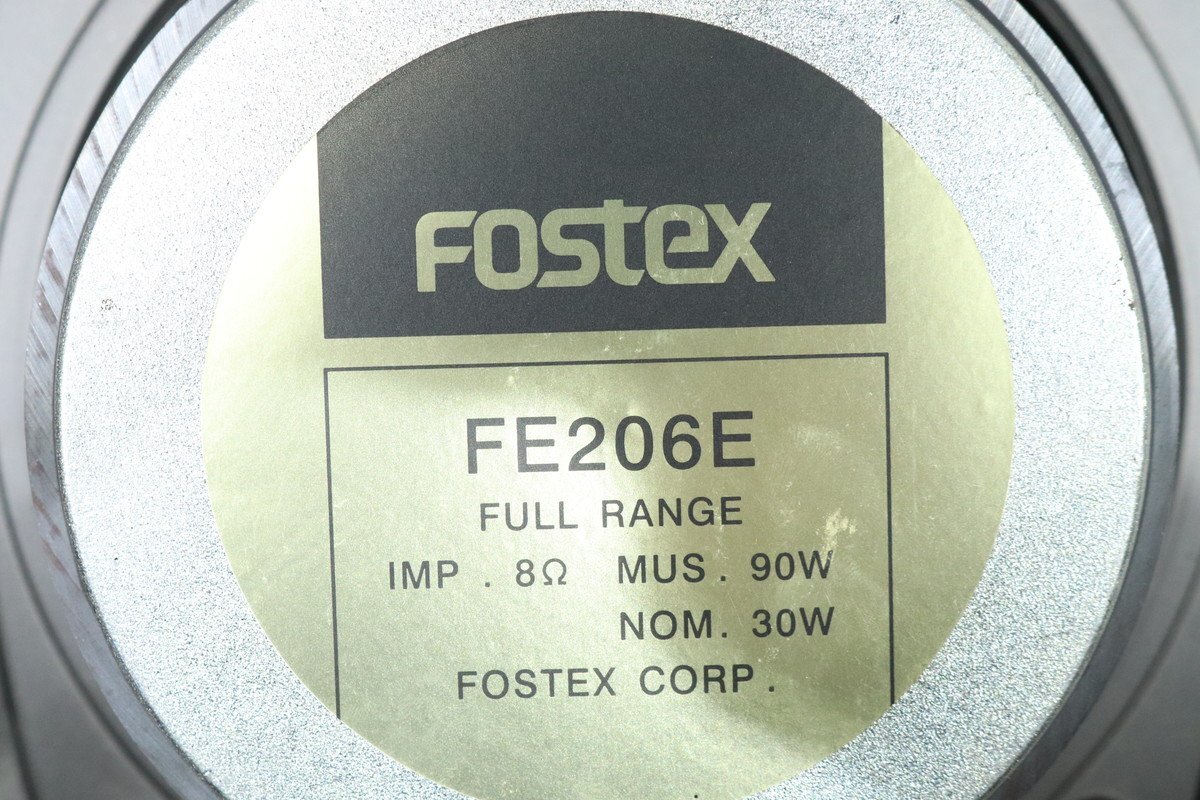 FOSTEX
FE206E
FULL RANGE
IMP . 8Ω MUS. 90W
NOM. 30W
FOSTEX CORP.